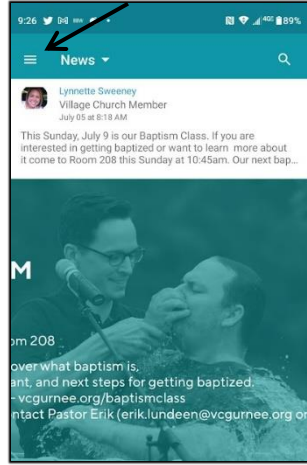 9:26
4G 89%
News
Lynnette Sweeney
Village Church Member
July 05 at 8:18 AM
This Sunday, July 9 is our Baptism Class. If you are
interested in getting baptized or want to learn more about
it come to Room 208 this Sunday at 10:45am. Our next bap...
M
om 208
over what baptism is,
ant, and next steps for getting baptized.
- vcgurnee.org/baptismclass
ntact Pastor Erik (erik.lundeen@vcgurnee.org or